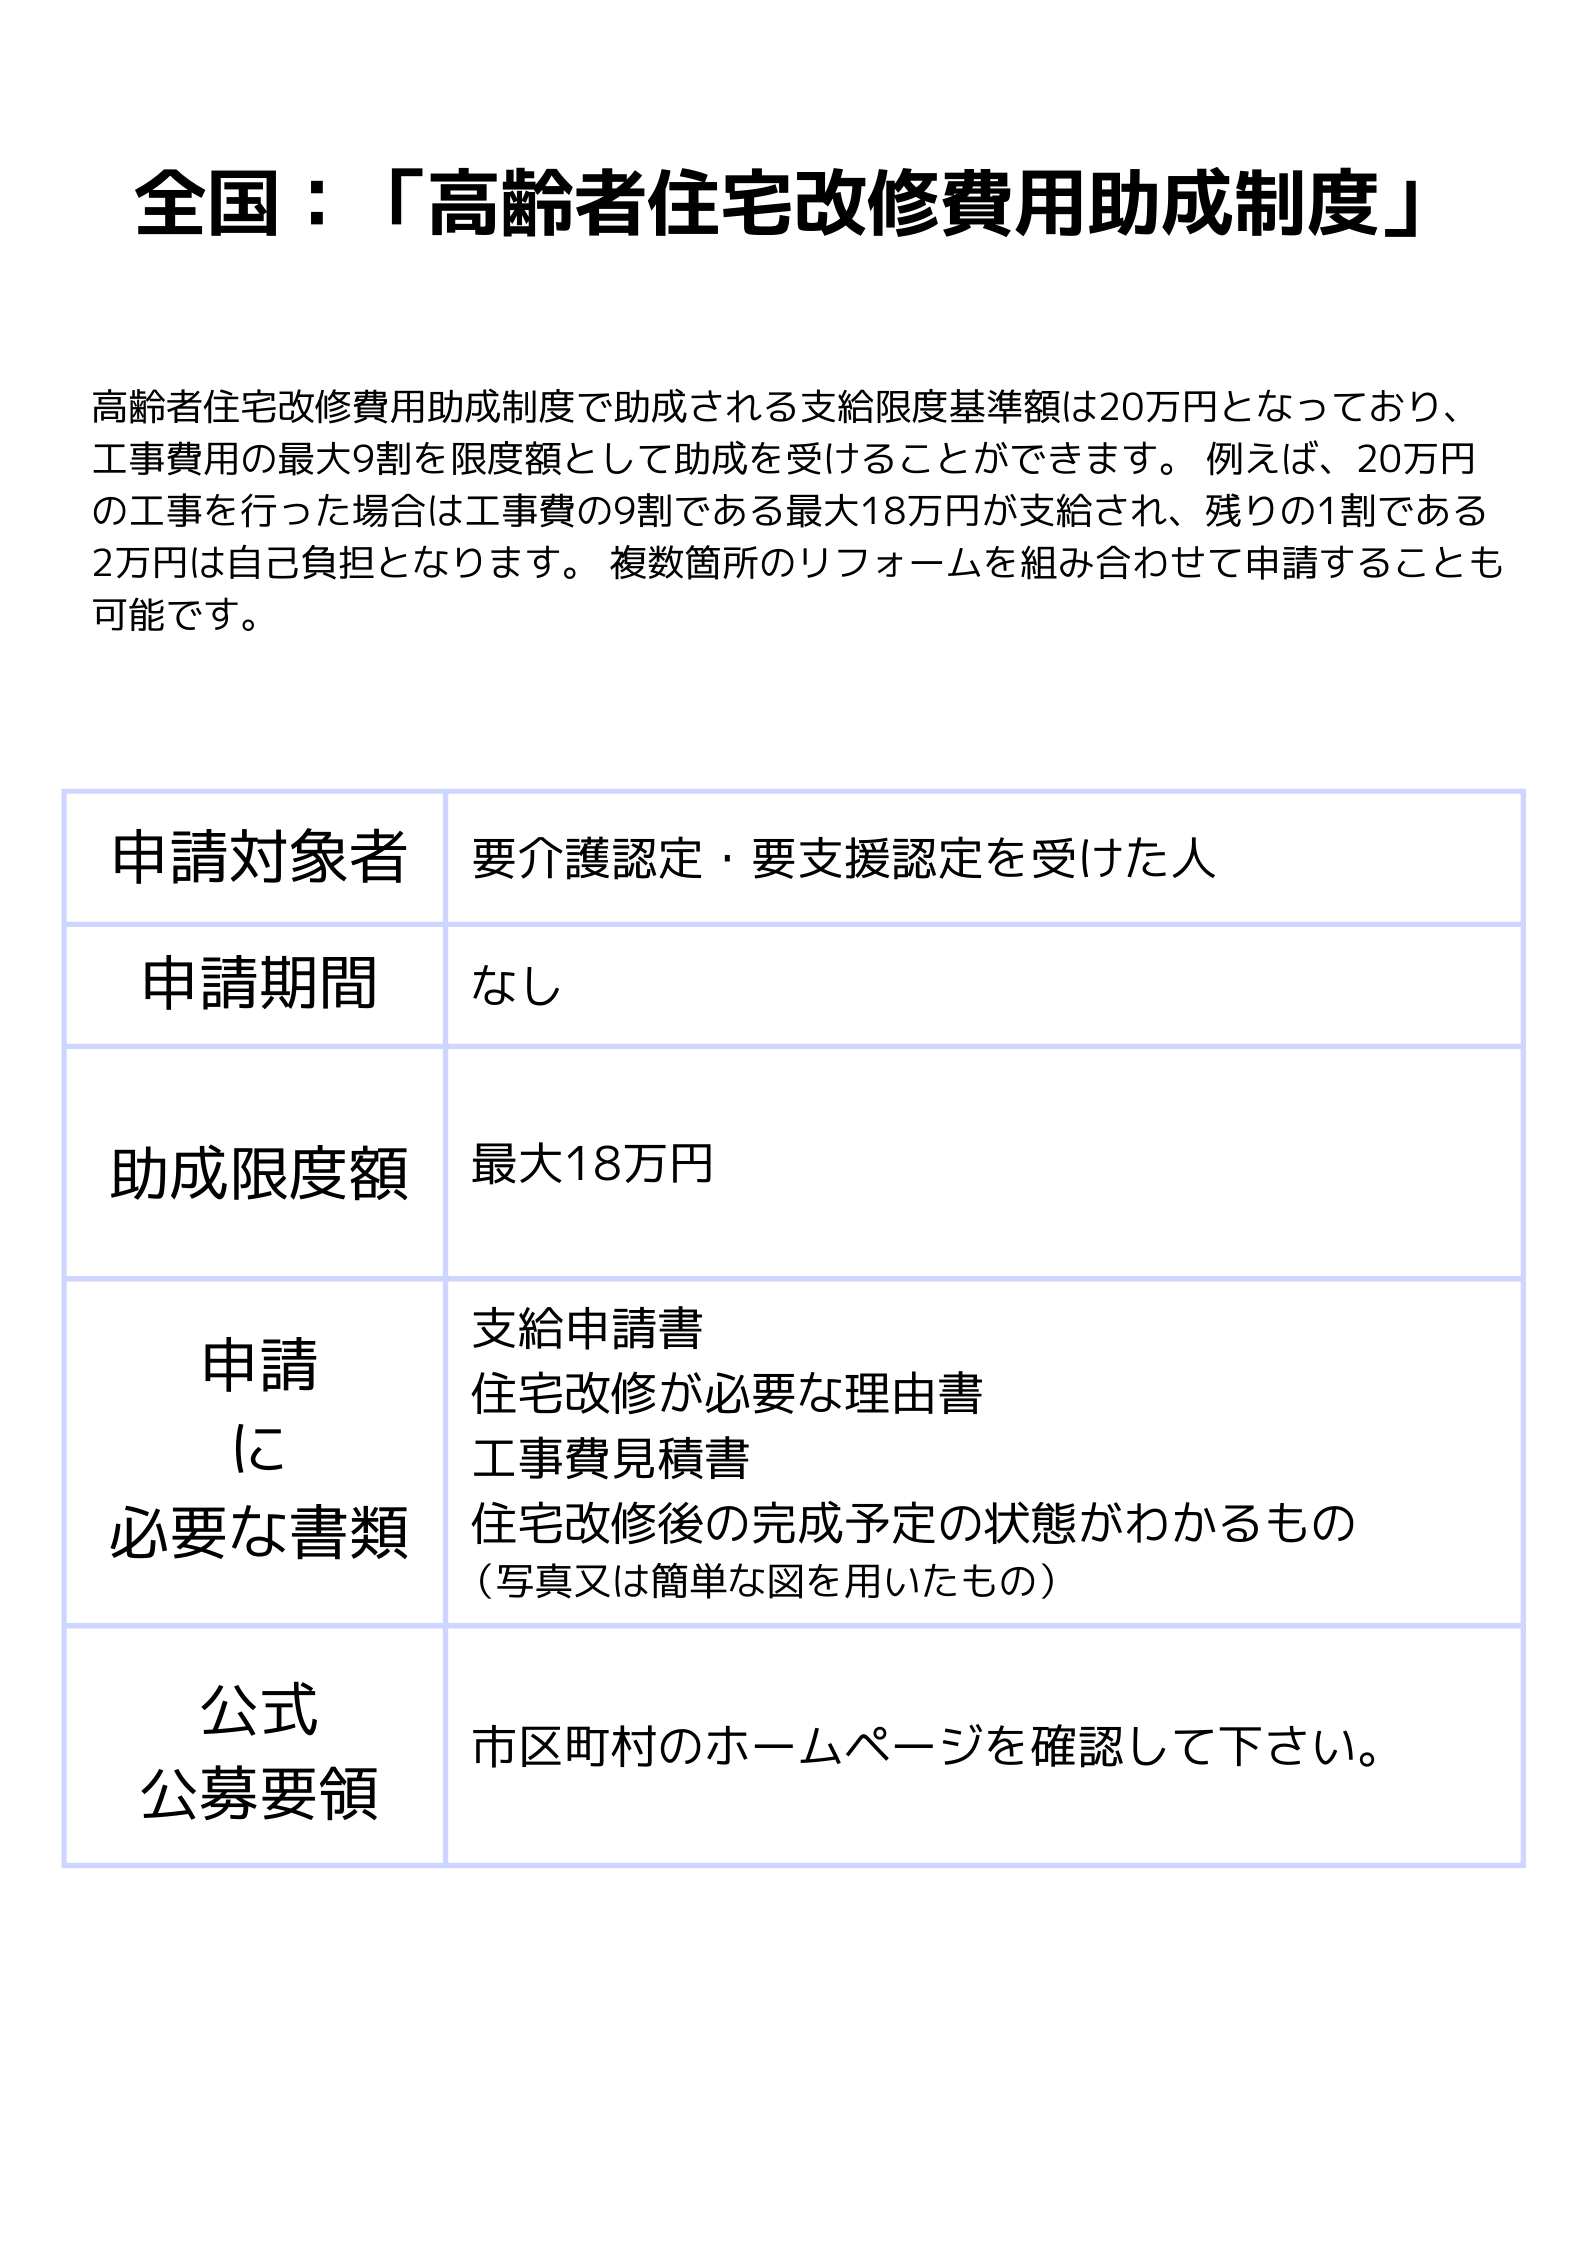 全国：「高齢者住宅改修費用助成制度」
高齢者住宅改修費用助成制度で助成される支給限度基準額は20万円となっており、
工事費用の最大9割を限度額として助成を受けることができます。 例えば、20万円
の工事を行った場合は工事費の9割である最大18万円が支給され、残りの1割である
2万円は自己負担となります。 複数箇所のリフォームを組み合わせて申請することも
可能です。
申請対象者
要介護認定・要支援認定を受けた人
申請期間
なし
助成限度額
最大18万円
申請
に
必要な書類
支給申請書
住宅改修が必要な理由書
工事費見積書
住宅改修後の完成予定の状態がわかるもの
（写真又は簡単な図を用いたもの）
公式
公募要領
市区町村のホームページを確認して下さい。